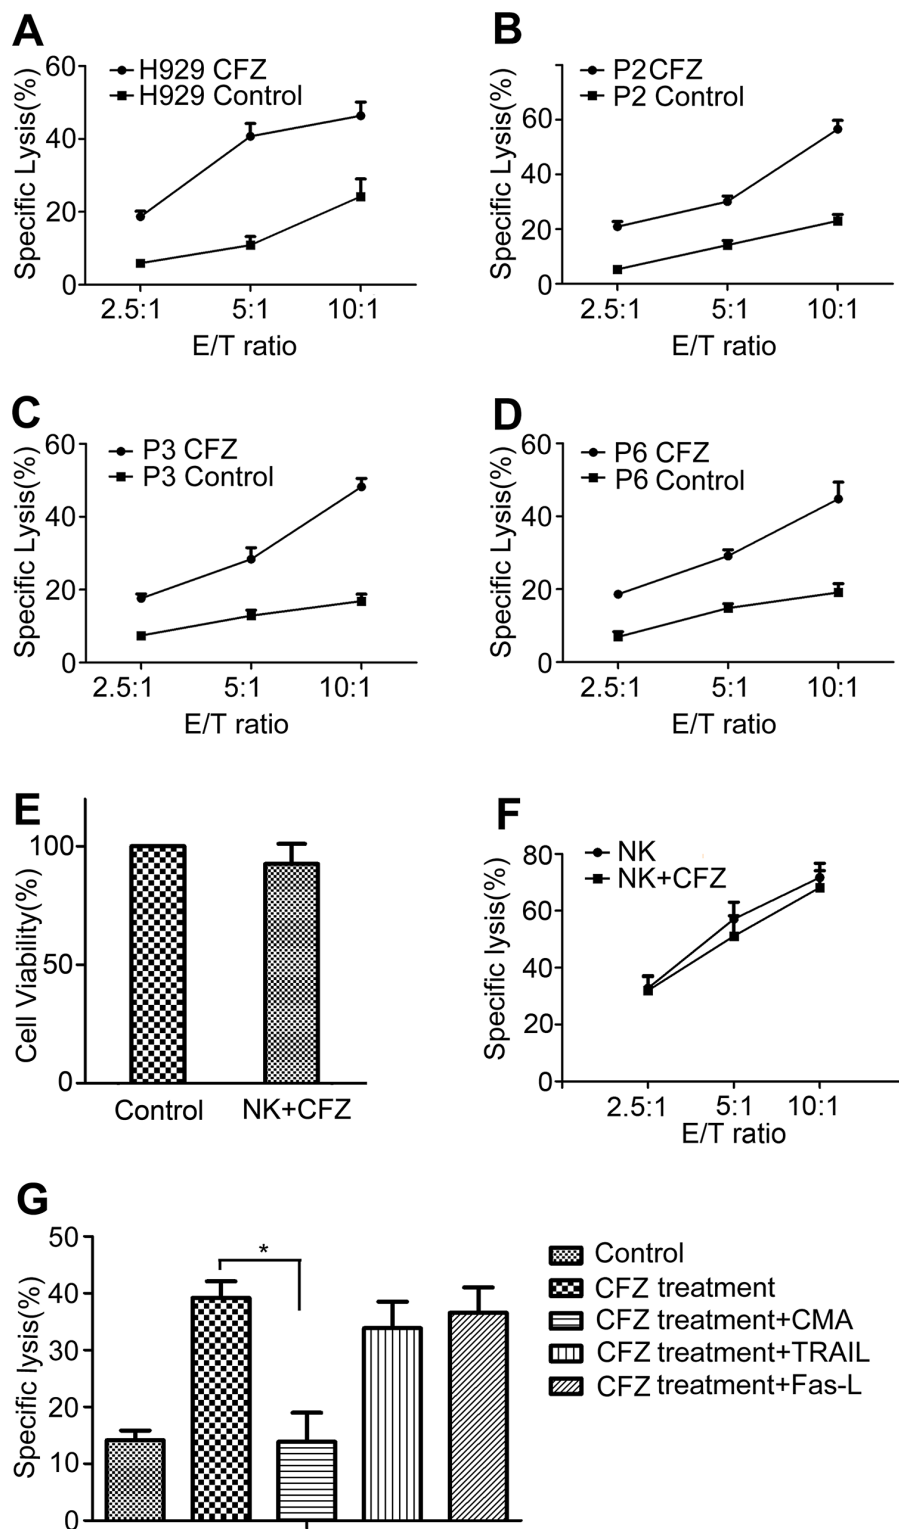 A
Specific Lysis(%)
60
40
20
0
H929 CFZ
H929 Control
2.5:1 5:1 10:1
E/T ratio
B
Specific Lysis(%)
60
40
20
0
P2CFZ
P2 Control
2.5:1 5:1 10:1
E/T ratio
C
Specific Lysis(%)
60
40
20
0
P3 CFZ
P3 Control
2.5:1 5:1 10:1
E/T ratio
D
Specific Lysis(%)
60
40
20
0
P6 CFZ
P6 Control
2.5:1 5:1 10:1
E/T ratio
E
Cell Viability(%)
100
50
0
Control NK+CFZ
F
Specific lysis(%)
80
60
40
20
0
NK
NK+CFZ
2.5:1 5:1 10:1
E/T ratio
G
Specific lysis(%)
50
40
30
20
10
0
*
Control
CFZ treatment
CFZ treatment+CMA
CFZ treatment+TRAIL
CFZ treatment+Fas-L